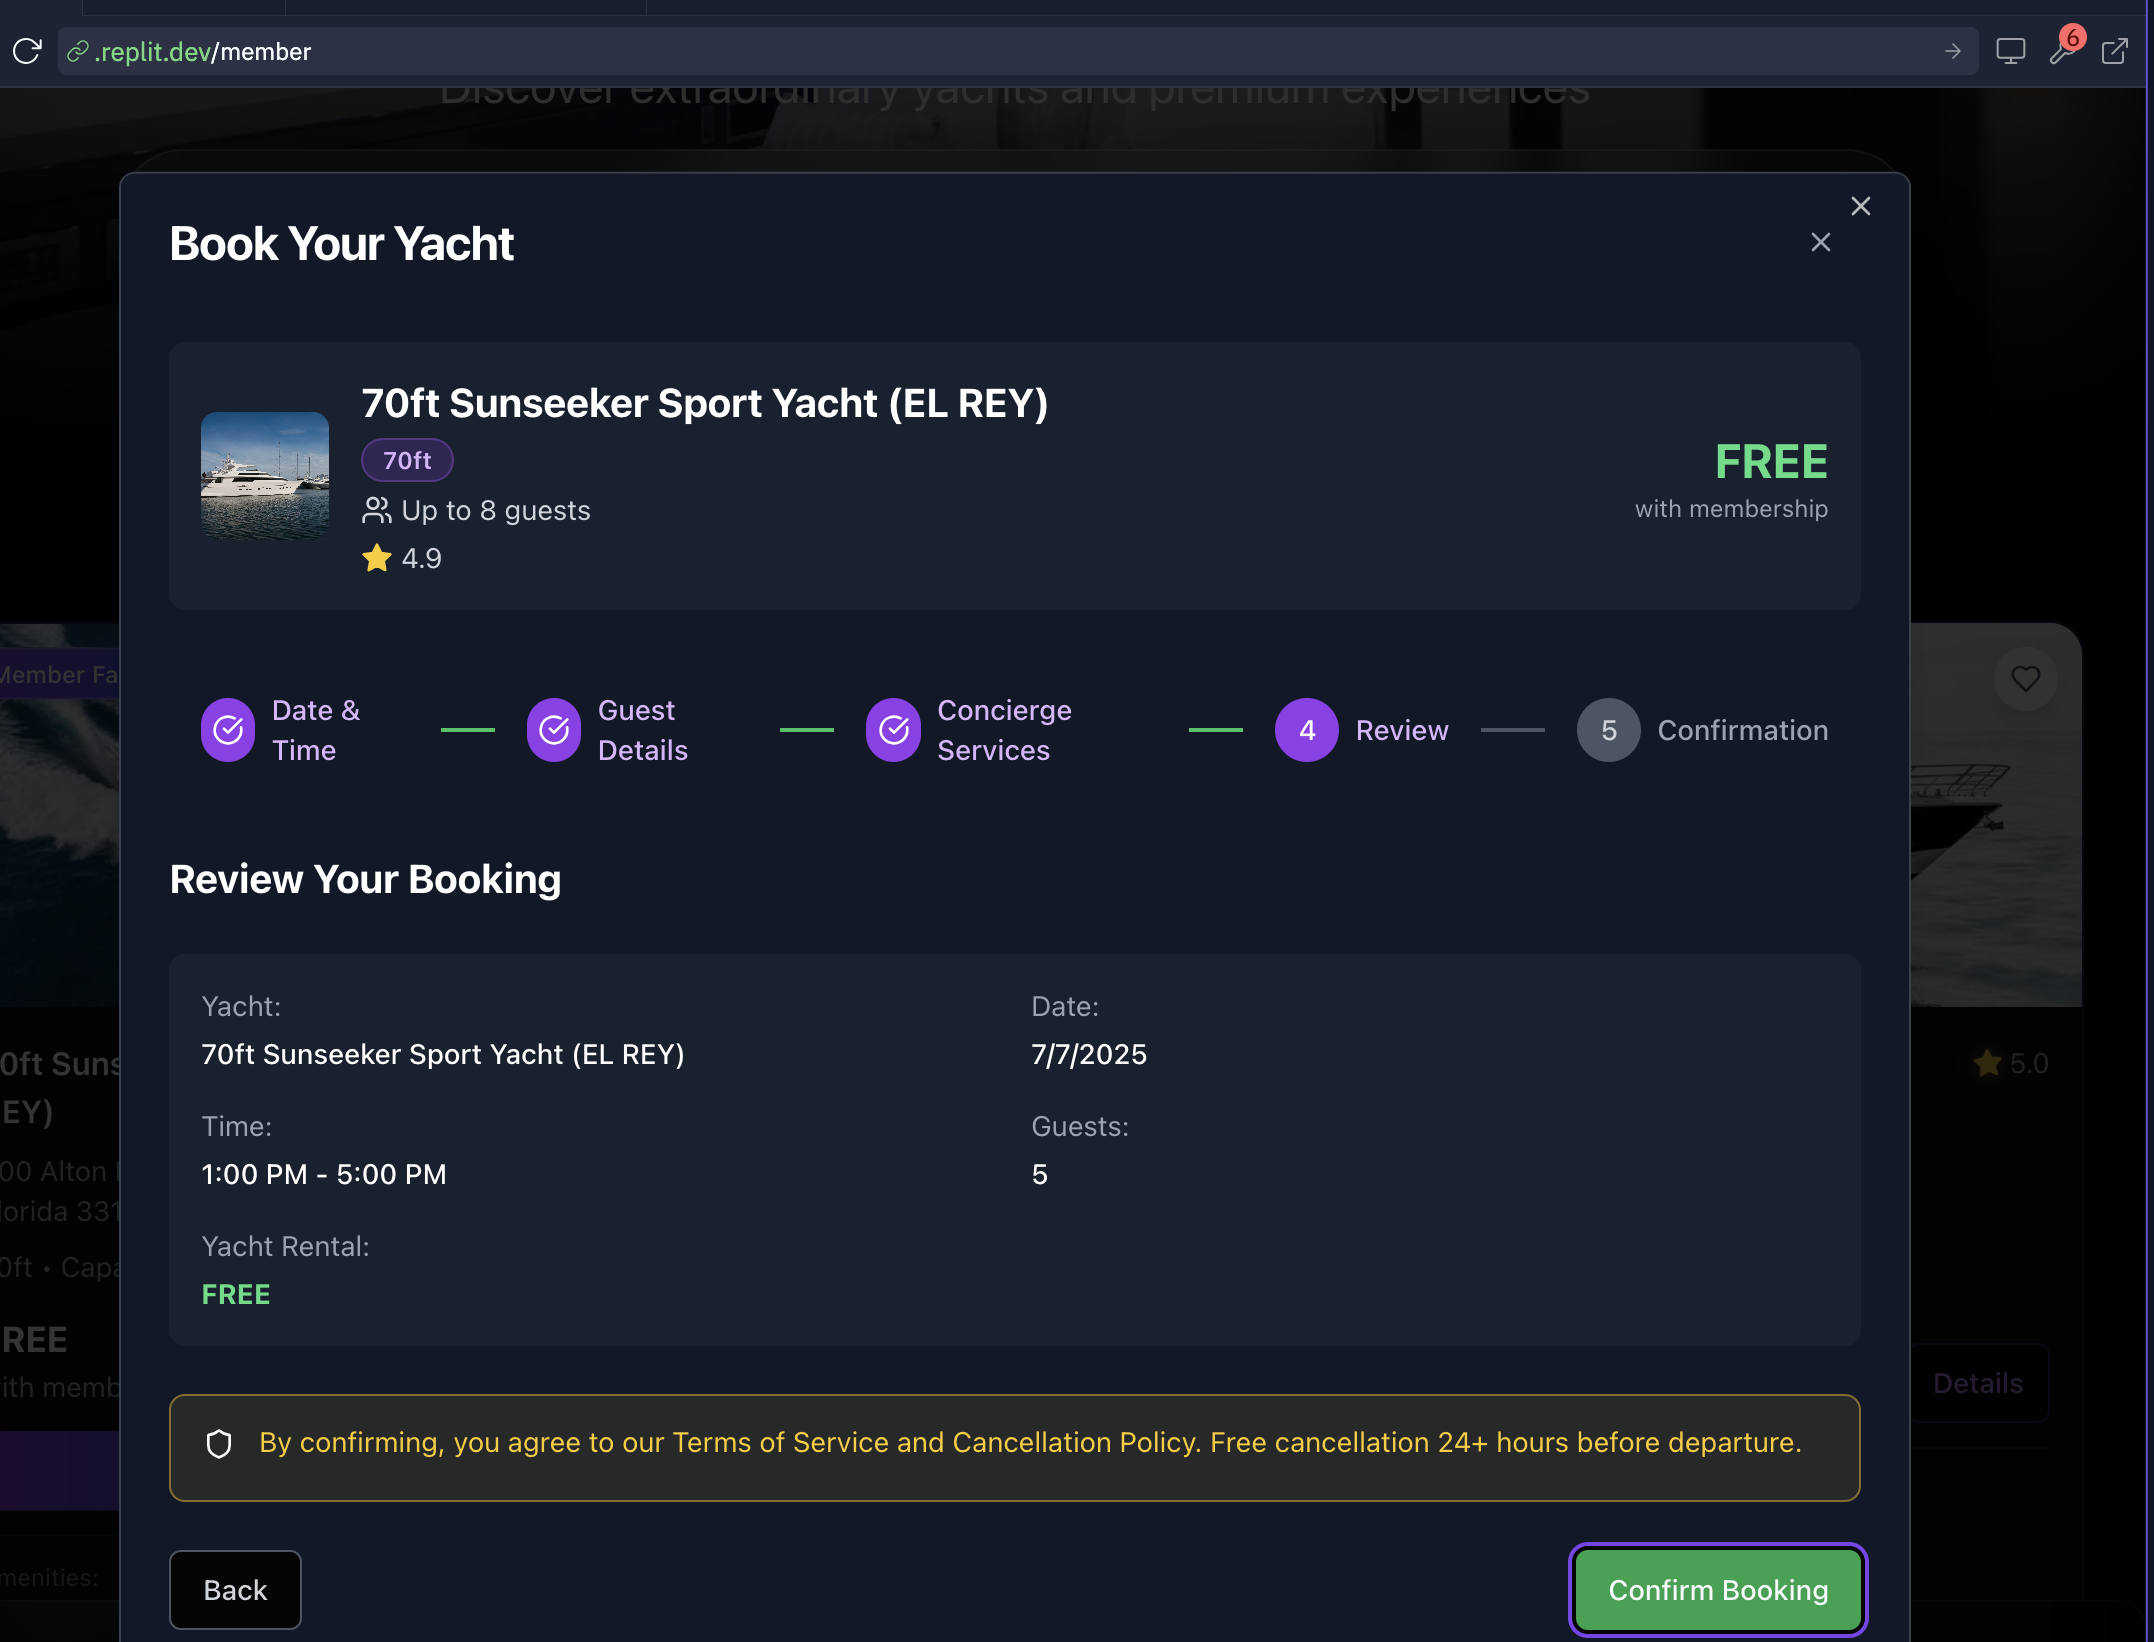 .replit.dev/member
6
Discover extraordinary yachts and premium experiences
Book Your Yacht
70ft Sunseeker Sport Yacht (EL REY)
70ft
Up to 8 guests
4.9
FREE
with membership
Member Fa
Date &
Time
Guest
Details
Concierge
Services
4
Review
5
Confirmation
Review Your Booking
Yacht:
70ft Sunseeker Sport Yacht (EL REY)
Date:
7/7/2025
Time:
1:00 PM - 5:00 PM
Guests:
5
Yacht Rental:
FREE
0ft Suns
EY)
00 Alton
lorida 331
0ft • Capa
REE
ith memb
menities:
5.0
Details
By confirming, you agree to our Terms of Service and Cancellation Policy. Free cancellation 24+ hours before departure.
Back
Confirm Booking